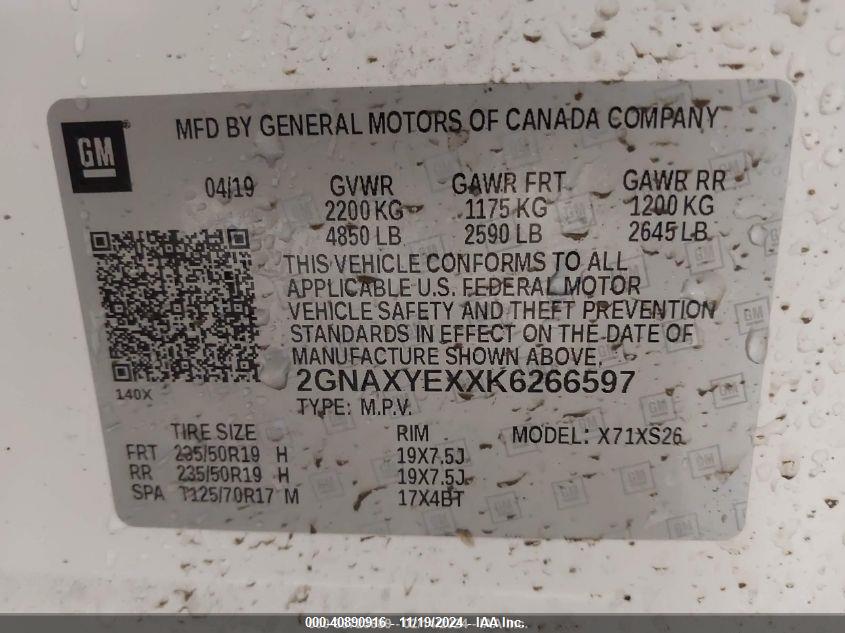 MFD BY GENERAL MOTORS OF CANADA COMPANY
GM
04/19 GVWR GAWR FRT GAWR RR
2200 KG 1175 KG 1200 KG
4850 LB 2590 LB 2645 LB
THIS VEHICLE CONFORMS TO ALL
APPLICABLE U.S. FEDERAL MOTOR
VEHICLE SAFETY AND THEFT PREVENTION
STANDARDS IN EFFECT ON THE DATE OF
MANUFACTURE SHOWN ABOVE.
2GNAXYEXXK6266597
140X
TYPE: M.P.V.
TIRE SIZE RIM MODEL: X71XS26
FRT 235/50R19 H 19X7.5J
RR 235/50R19 H 19X7.5J
SPA T125/70R17 M 17X4BT
000-40890916 - 11/19/2024 - IAA Inc.